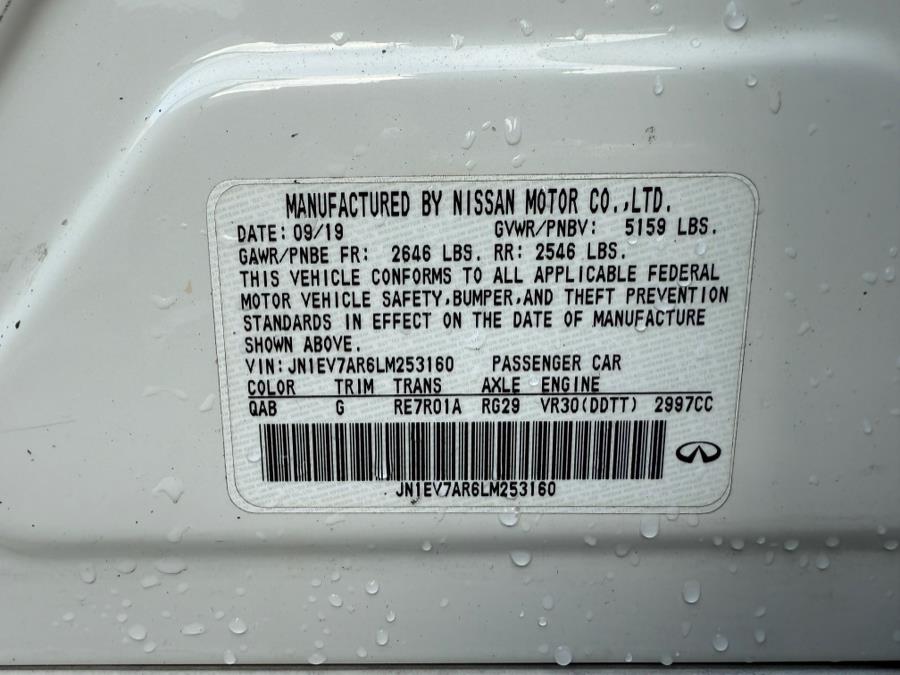 MANUFACTURED BY NISSAN MOTOR CO.,LTD.
DATE: 09/19 GVWR/PNBV: 5159 LBS.
GAWR/PNBE FR: 2646 LBS. RR: 2546 LBS.
THIS VEHICLE CONFORMS TO ALL APPLICABLE FEDERAL
MOTOR VEHICLE SAFETY,BUMPER,AND THEFT PREVENTION
STANDARDS IN EFFECT ON THE DATE OF MANUFACTURE
SHOWN ABOVE.
VIN:JN1EV7AR6LM253160 PASSENGER CAR
COLOR TRIM TRANS AXLE ENGINE
QAB G RE7R01A RG29 VR30(DDTT) 2997CC
JN1EV7AR6LM253160